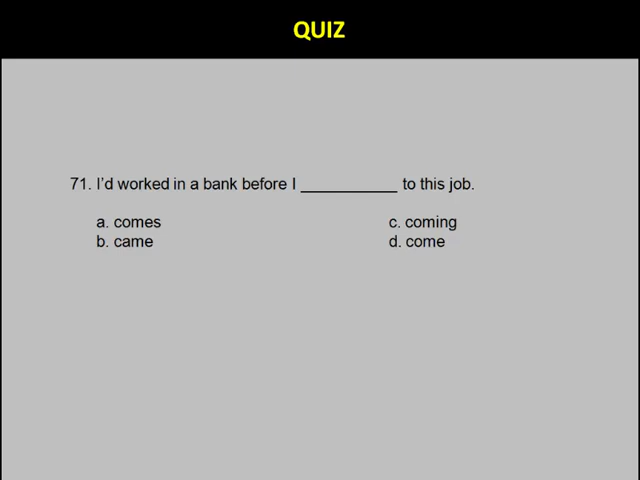 QUIZ
71. I'd worked in a bank before I ___________ to this job.
a. comes
c. coming
b. came
d. come